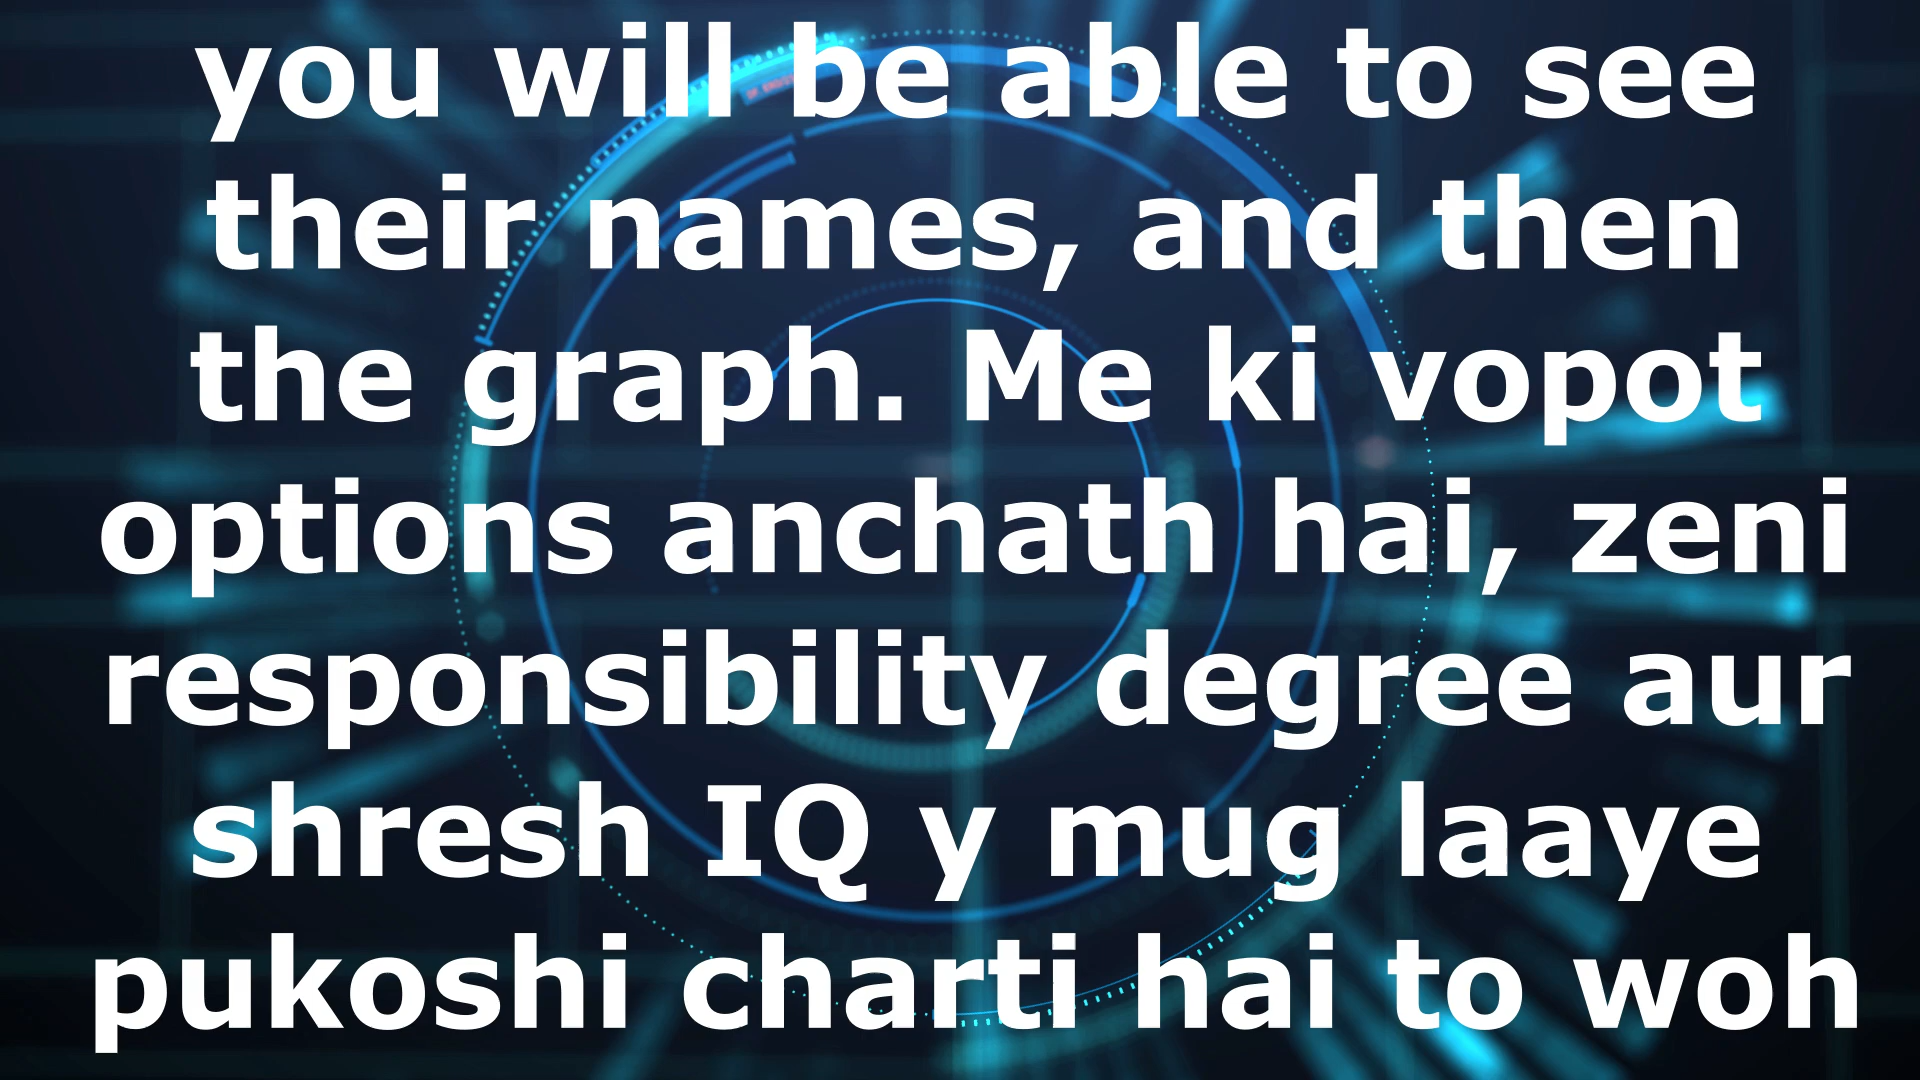 you will be able to see
their names, and then
the graph. Me ki vopot
options anchath hai, zeni
responsibility degree aur
shresh IQ y mug laaye
pukoshi charti hai to woh